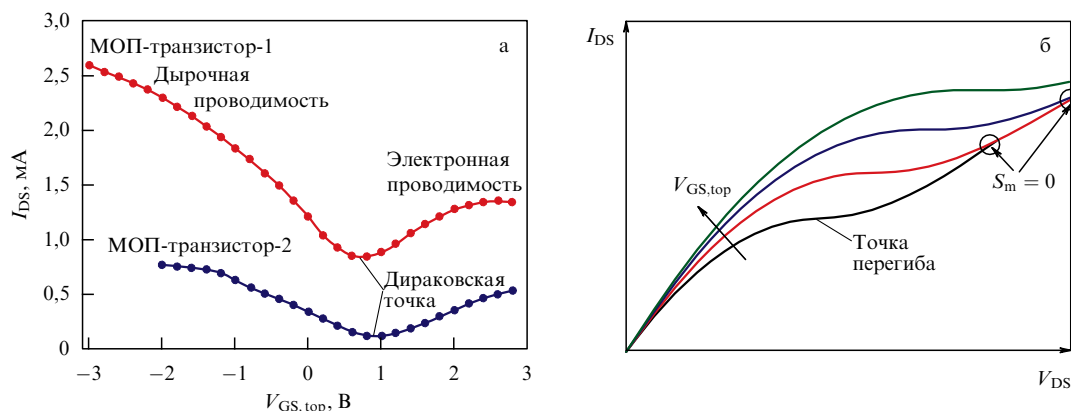 а
МОП-транзистор-1
Дырочная
проводимость
Электронная
проводимость
МОП-транзистор-2
Дираковская
точка
I_DS, мА
3,0
2,5
2,0
1,5
1,0
0,5
0
−3 −2 −1 0 1 2 3
V_GS, top, В
б
I_DS
V_GS,top
S_m = 0
Точка
перегиба
V_DS